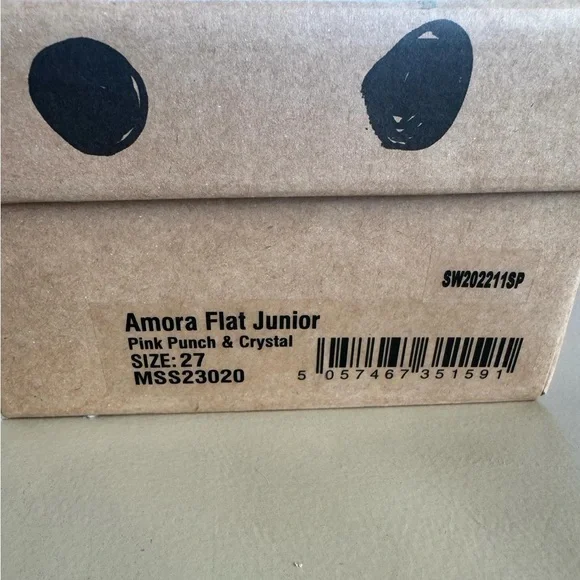 SW202211SP
Amora Flat Junior
Pink Punch & Crystal
SIZE: 27
MSS23020
5 057467 351591